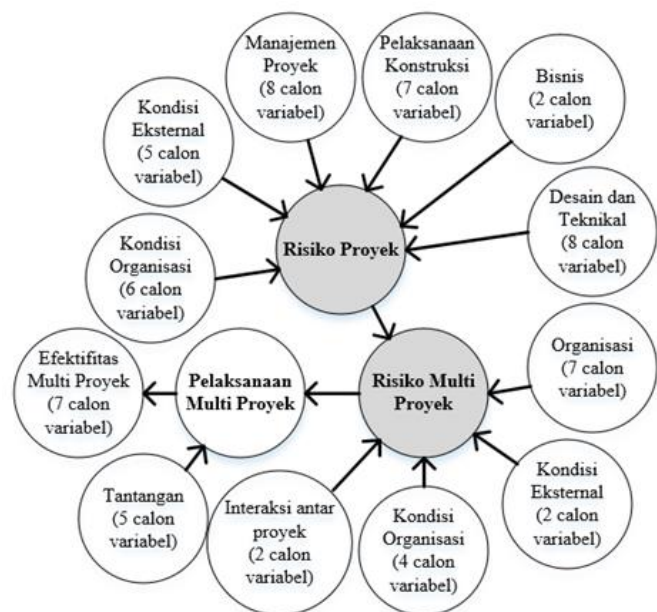 Manajemen
Proyek
(8 calon
variabel)
Pelaksanaan
Konstruksi
(7 calon
variabel)
Bisnis
(2 calon
variabel)
Kondisi
Eksternal
(5 calon
variabel)
Desain dan
Teknikal
(8 calon
variabel)
Risiko Proyek
Kondisi
Organisasi
(6 calon
variabel)
Organisasi
(7 calon
variabel)
Efektifitas
Multi Proyek
(7 calon
variabel)
Pelaksanaan
Multi Proyek
Risiko Multi
Proyek
Kondisi
Eksternal
(2 calon
variabel)
Tantangan
(5 calon
variabel)
Interaksi antar
proyek
(2 calon
variabel)
Kondisi
Organisasi
(4 calon
variabel)